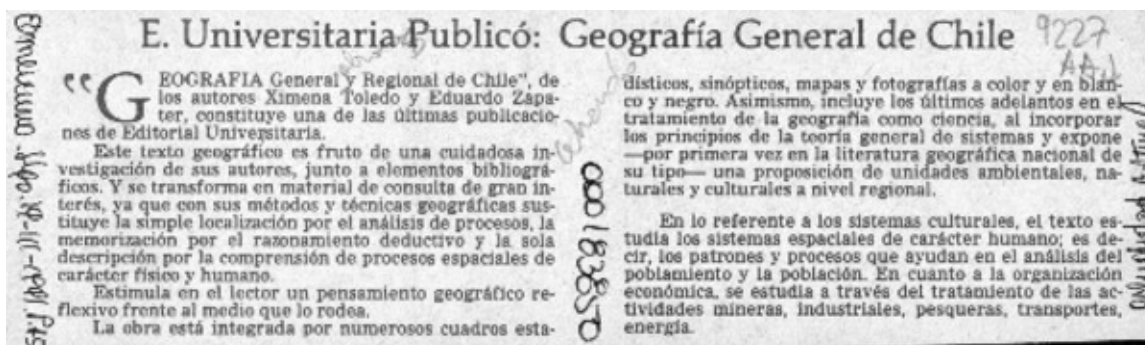 E. Universitaria Publicó: Geografía General de Chile
9227
"GEOGRAFIA General y Regional de Chile", de
los autores Ximena Toledo y Eduardo Zapa-
ter, constituye una de las últimas publicacio-
nes de Editorial Universitaria.
Este texto geográfico es fruto de una cuidadosa in-
vestigación de sus autores, junto a elementos bibliográ-
ficos. Y se transforma en material de consulta de gran in-
terés, ya que con sus métodos y técnicas geográficas sus-
tituye la simple localización por el análisis de procesos, la
memorización por el razonamiento deductivo y la sola
descripción por la comprensión de procesos espaciales de
carácter físico y humano.
Estimula en el lector un pensamiento geográfico re-
flexivo frente al medio que lo rodea.
La obra está integrada por numerosos cuadros esta-
dísticos, sinópticos, mapas y fotografías a color y en blan-
co y negro. Asimismo, incluye los últimos adelantos en el
tratamiento de la geografía como ciencia, al incorporar
los principios de la teoría general de sistemas y expone
—por primera vez en la literatura geográfica nacional de
su tipo— una proposición de unidades ambientales, na-
turales y culturales a nivel regional.
En lo referente a los sistemas culturales, el texto es-
tudia los sistemas espaciales de carácter humano; es de-
cir, los patrones y procesos que ayudan en el análisis del
poblamiento y la población. En cuanto a la organización
económica, se estudia a través del tratamiento de las ac-
tividades mineras, industriales, pesqueras, transportes,
energía.
000183850